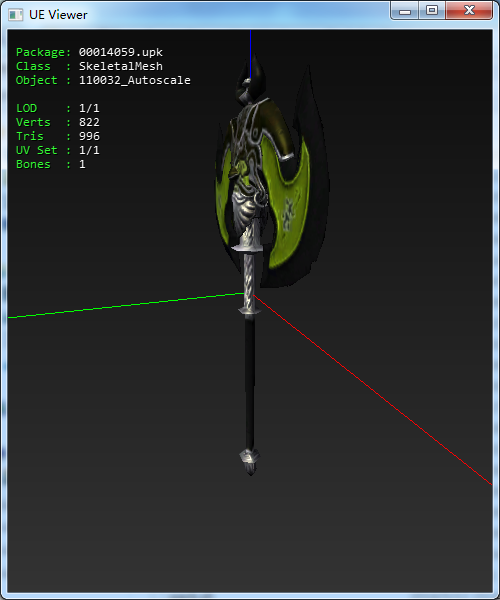 UE Viewer
Package: 00014059.upk
Class : SkeletalMesh
Object : 110032_Autoscale
LOD : 1/1
Verts : 822
Tris : 996
UV Set : 1/1
Bones : 1